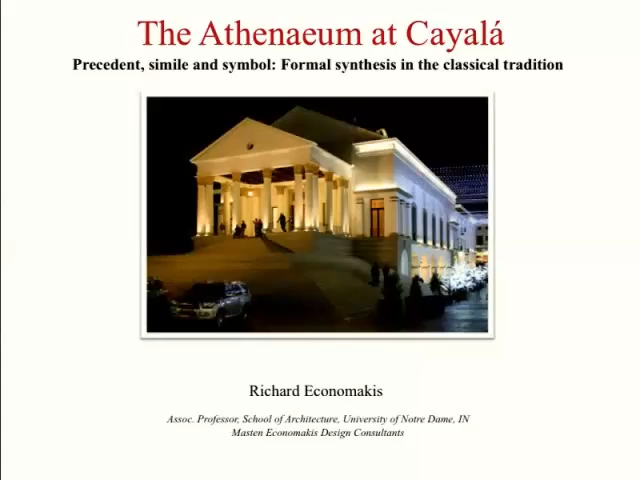 The Athenaeum at Cayalá
Precedent, simile and symbol: Formal synthesis in the classical tradition
Richard Economakis
Assoc. Professor, School of Architecture, University of Notre Dame, IN
Masten Economakis Design Consultants